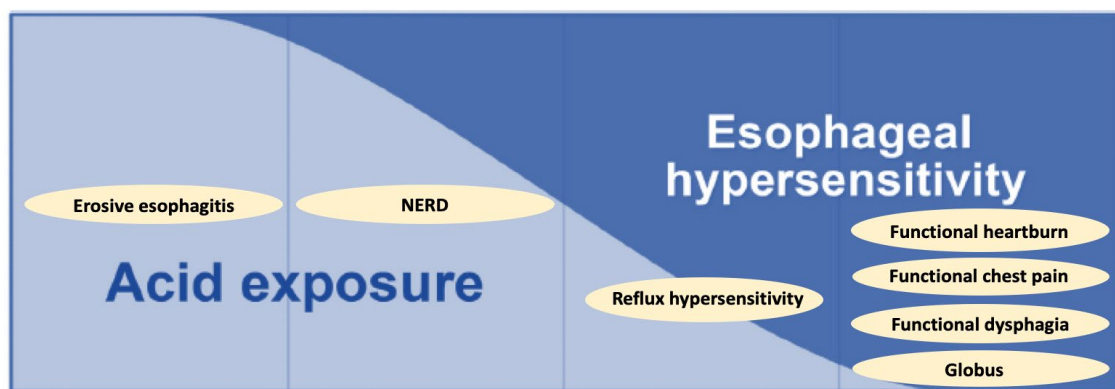 Esophageal
hypersensitivity
Erosive esophagitis
NERD
Acid exposure
Reflux hypersensitivity
Functional heartburn
Functional chest pain
Functional dysphagia
Globus